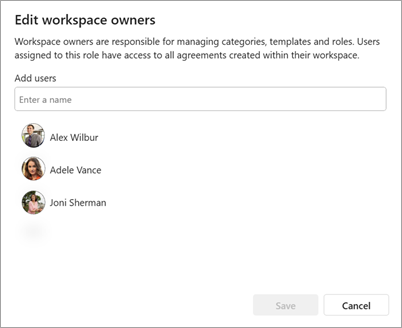 Edit workspace owners
Workspace owners are responsible for managing categories, templates and roles. Users
assigned to this role have access to all agreements created within their workspace.
Add users
Enter a name
Alex Wilbur
Adele Vance
Joni Sherman
Save
Cancel